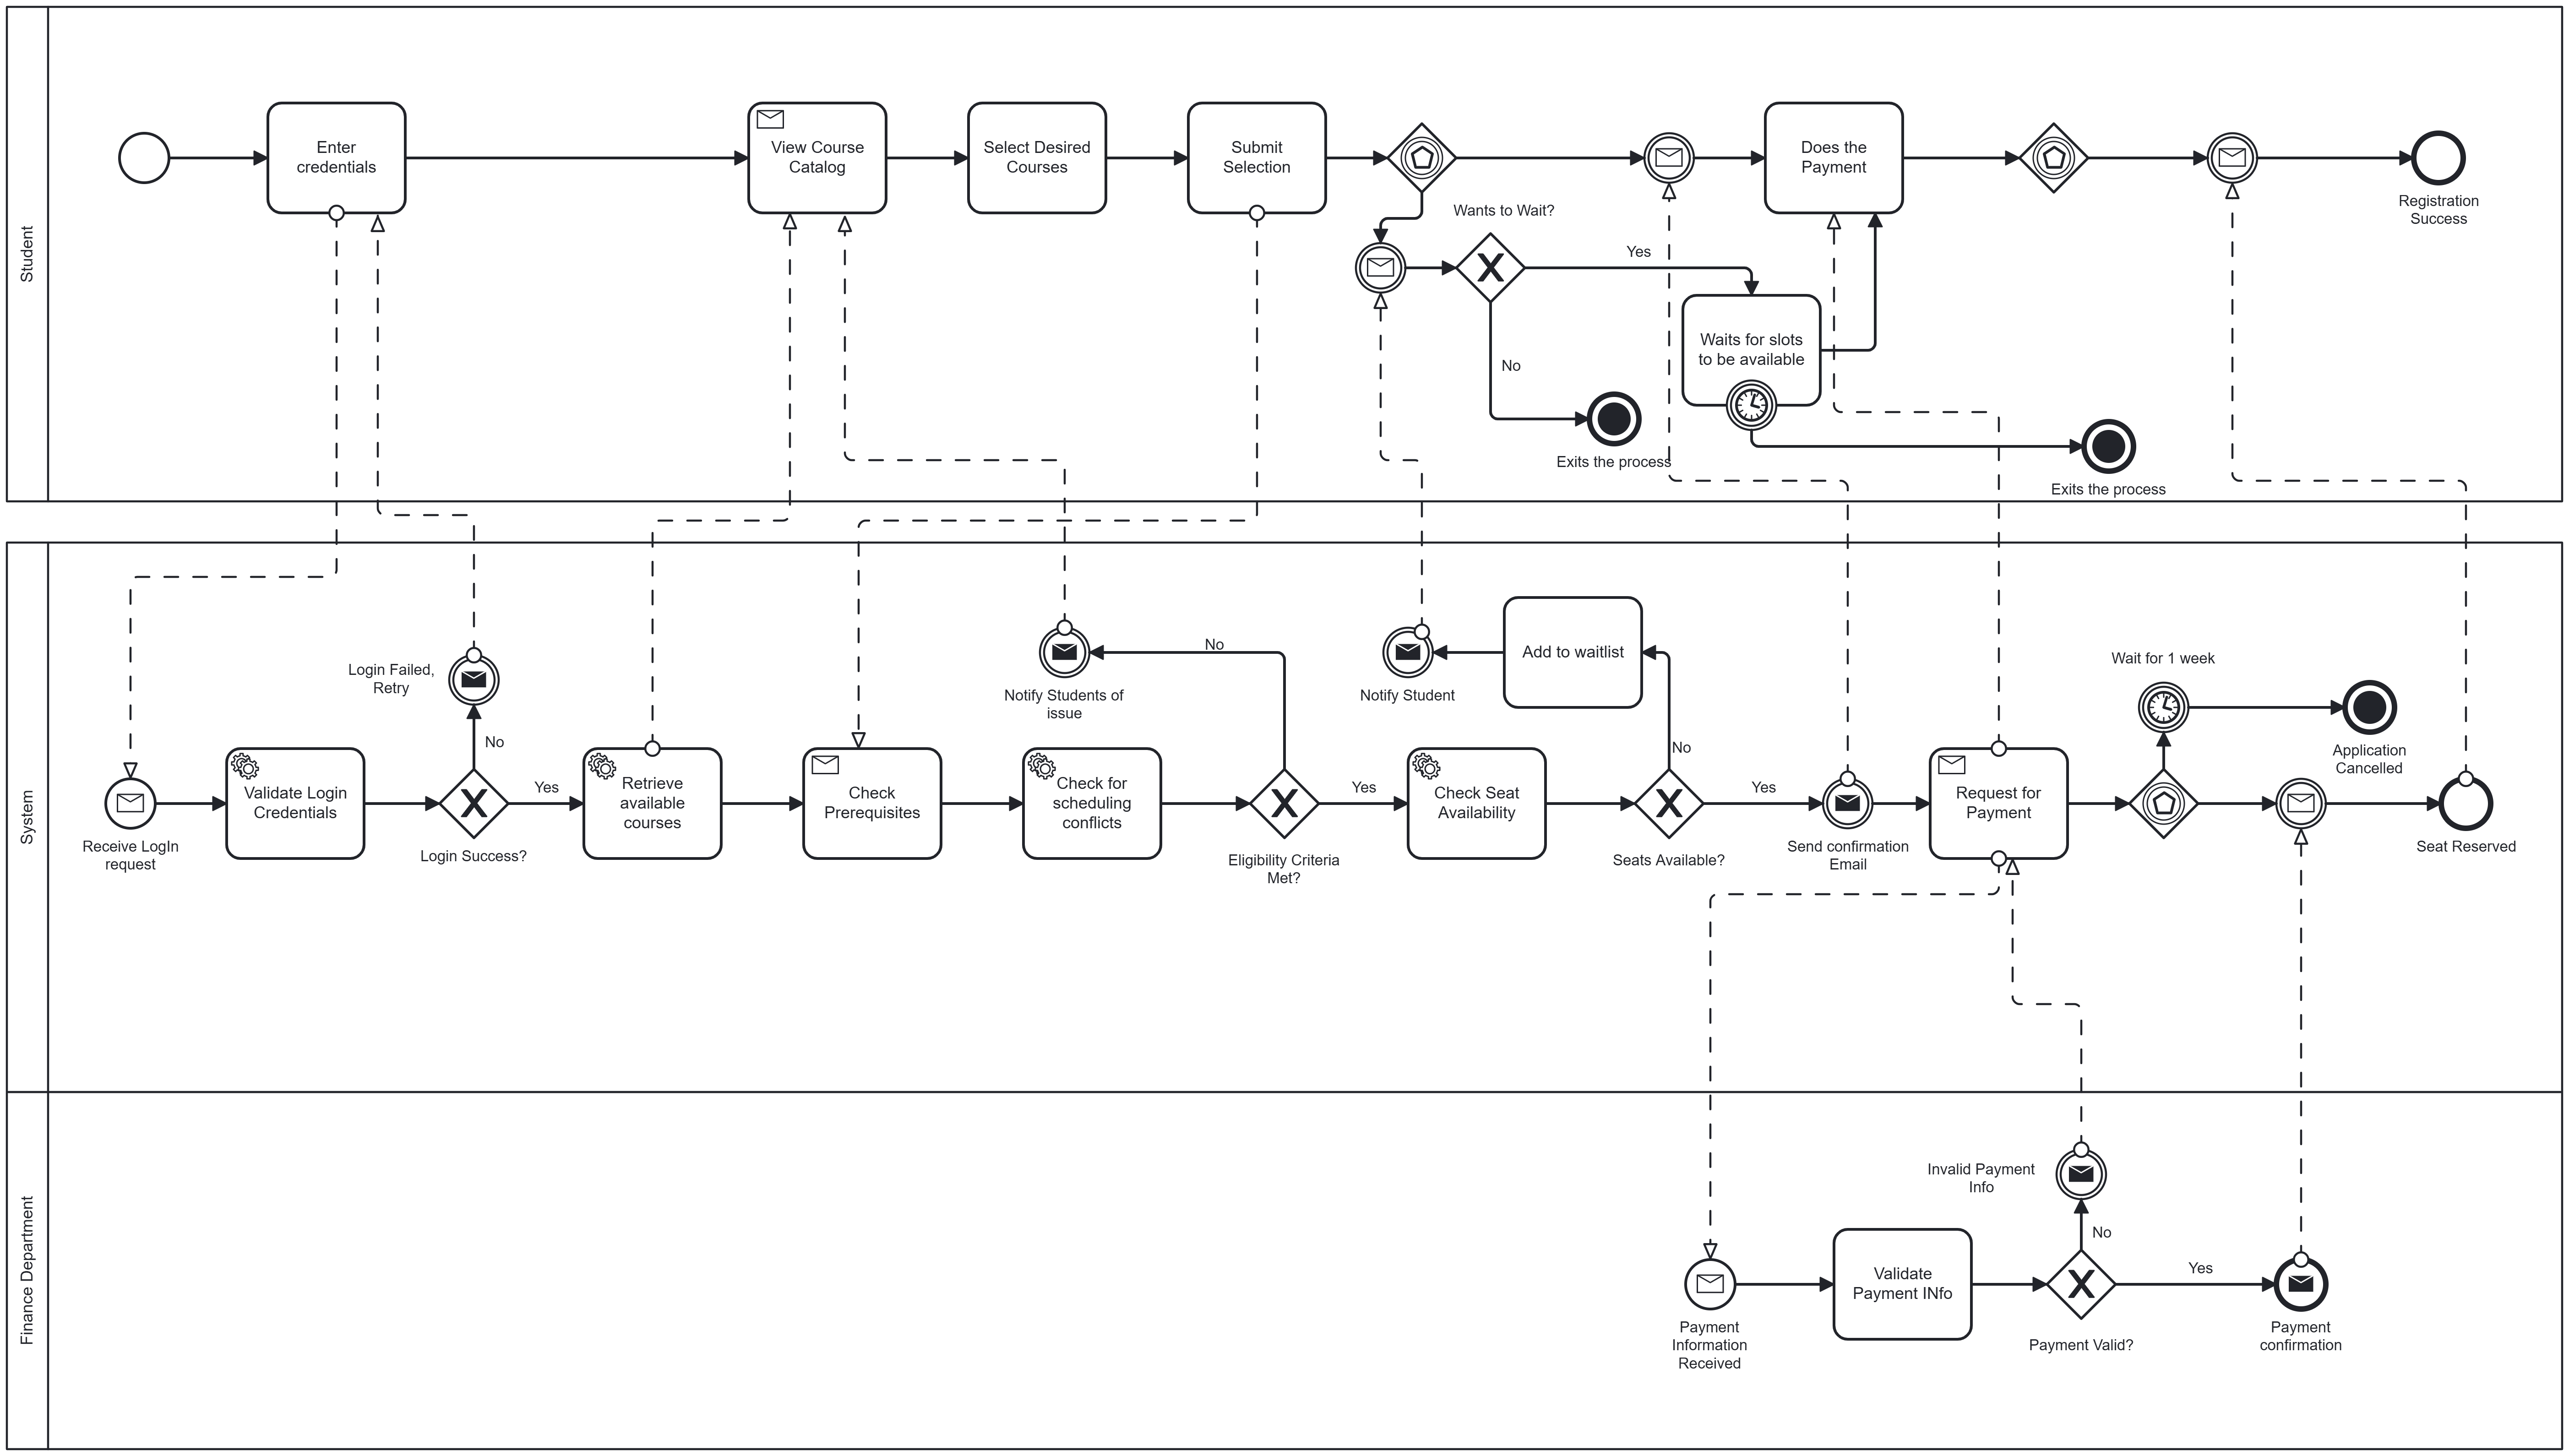 Student
Enter
credentials
View Course
Catalog
Select Desired
Courses
Submit
Selection
Does the
Payment
Registration
Success
Wants to Wait?
Yes
No
Waits for slots
to be available
Exits the process
Exits the process
System
Receive LogIn
request
Validate Login
Credentials
Login Failed,
Retry
No
Login Success?
Yes
Retrieve
available
courses
Check
Prerequisites
Check for
scheduling
conflicts
Notify Students of
issue
No
Eligibility Criteria
Met?
Yes
Check Seat
Availability
Notify Student
Add to waitlist
No
Seats Available?
Yes
Send confirmation
Email
Request for
Payment
Wait for 1 week
Application
Cancelled
Seat Reserved
Finance Department
Payment
Information
Received
Validate
Payment INfo
Invalid Payment
Info
No
Payment Valid?
Yes
Payment
confirmation